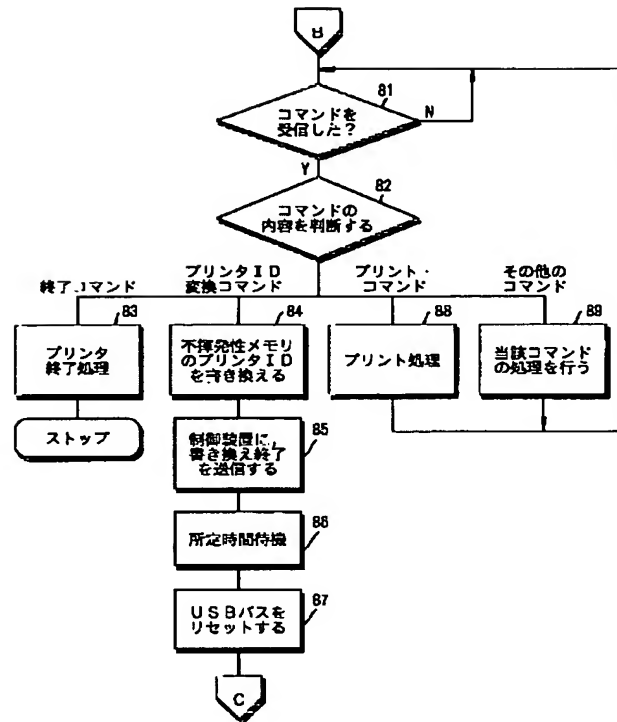 B
81
コマンドを
受信した？
N
Y
82
コマンドの
内容を判断する
終了コマンド
プリンタID
変換コマンド
プリント・
コマンド
その他の
コマンド
83
プリンタ
終了処理
84
不揮発性メモリ
のプリンタID
を書き換える
88
プリント処理
89
当該コマンド
の処理を行う
ストップ
85
制御装置に,
書き換え終了
を送信する
86
所定時間待機
87
USBバスを
リセットする
C